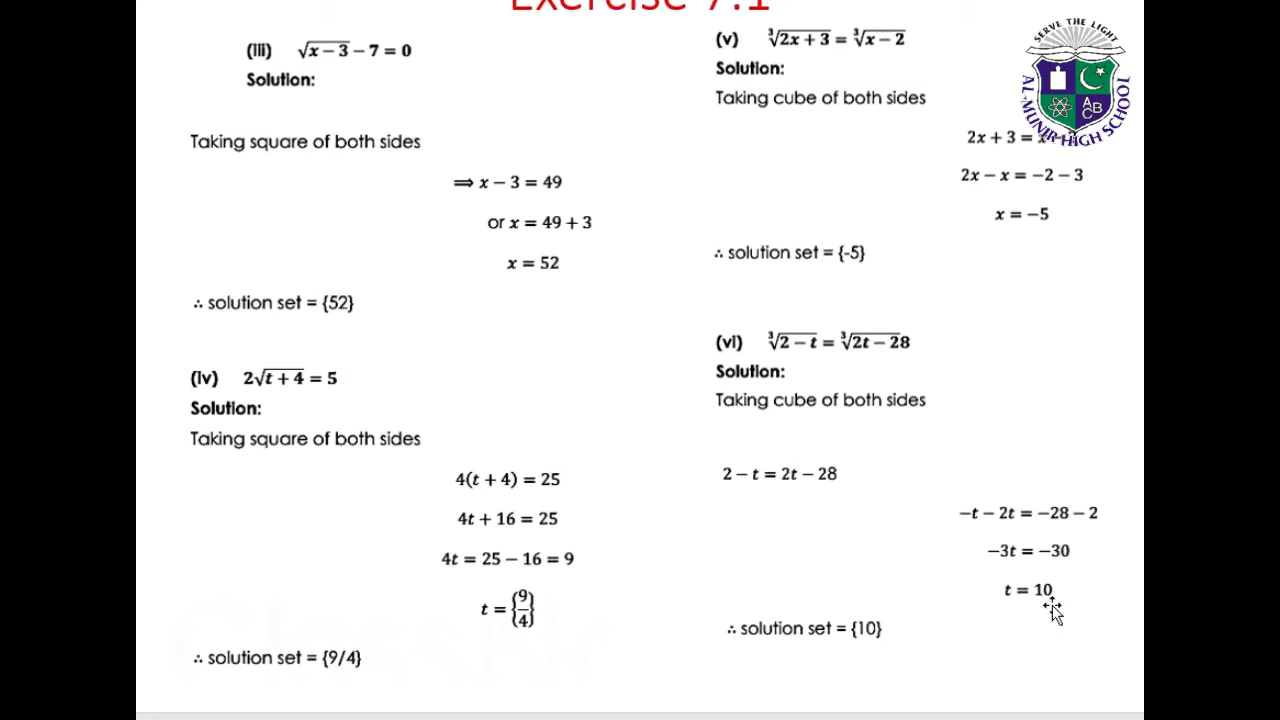 Exercise 7.1
(iii) √x − 3 − 7 = 0
Solution:
Taking square of both sides
⟹ x − 3 = 49
or x = 49 + 3
x = 52
∴ solution set = {52}
(iv) 2√t + 4 = 5
Solution:
Taking square of both sides
4(t + 4) = 25
4t + 16 = 25
4t = 25 − 16 = 9
t = {9/4}
∴ solution set = {9/4}
(v) ∛2x + 3 = ∛x − 2
Solution:
Taking cube of both sides
2x + 3 = x
2x − x = −2 − 3
x = −5
∴ solution set = {-5}
(vi) ∛2 − t = ∛2t − 28
Solution:
Taking cube of both sides
2 − t = 2t − 28
−t − 2t = −28 − 2
−3t = −30
t = 10
∴ solution set = {10}
SERVE THE LIGHT
ABC
AL-MUNIR HIGH SCHOOL